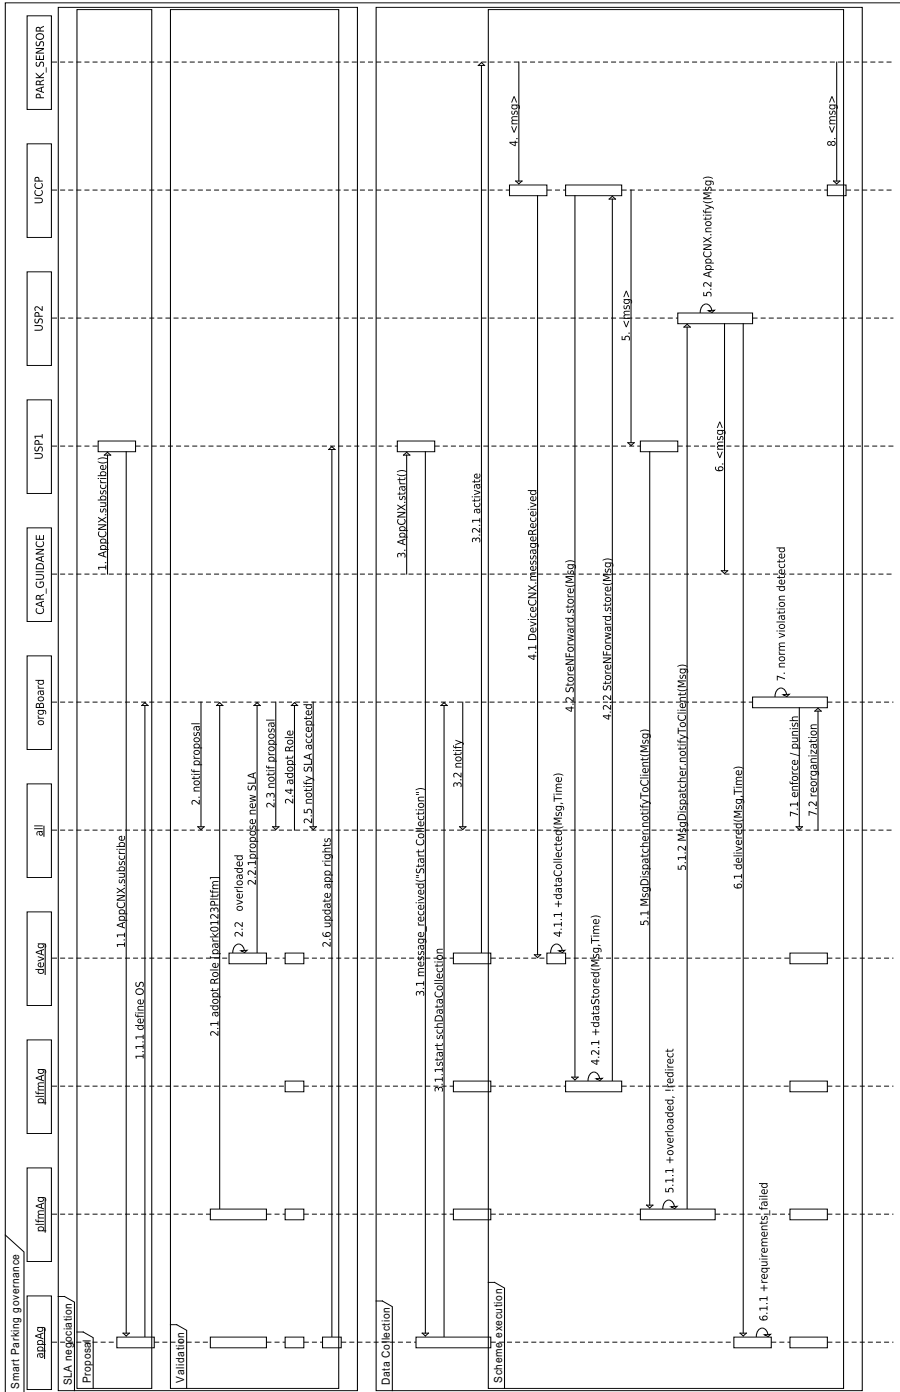 Smart Parking governance
appAg
plfmAg
plfmAg
devAg
all
orgBoard
CAR_GUIDANCE
USP1
USP2
UCCP
PARK_SENSOR
SLA negociation
Proposal
1. AppCNX.subscribe()
1.1 AppCNX.subscribe
1.1.1 define OS
Validation
2. notif proposal
2.1 adopt Role [park0123Pltfm]
2.2 overloaded
2.2.1propose new SLA
2.3 notif proposal
2.4 adopt Role
2.5 notify SLA accepted
2.6 update app rights
Data Collection
3. AppCNX.start()
3.1 message_received("Start Collection")
3.1.1start schDataCollection
3.2 notify
3.2.1 activate
Scheme execution
4. <msg>
4.1 DeviceCNX.messageReceived
4.1.1 +dataCollected(Msg,Time)
4.2 StoreNForward.store(Msg)
4.2.1 +dataStored(Msg,Time)
4.2.2 StoreNForward.store(Msg)
5. <msg>
5.1 MsgDispatcher.notifyToClient(Msg)
5.1.1 +overloaded, !redirect
5.1.2 MsgDispatcher.notifyToClient(Msg)
5.2 AppCNX.notify(Msg)
6. <msg>
6.1 delivered(Msg,Time)
6.1.1 +requirements_failed
7. norm violation detected
7.1 enforce / punish
7.2 reorganization
8. <msg>